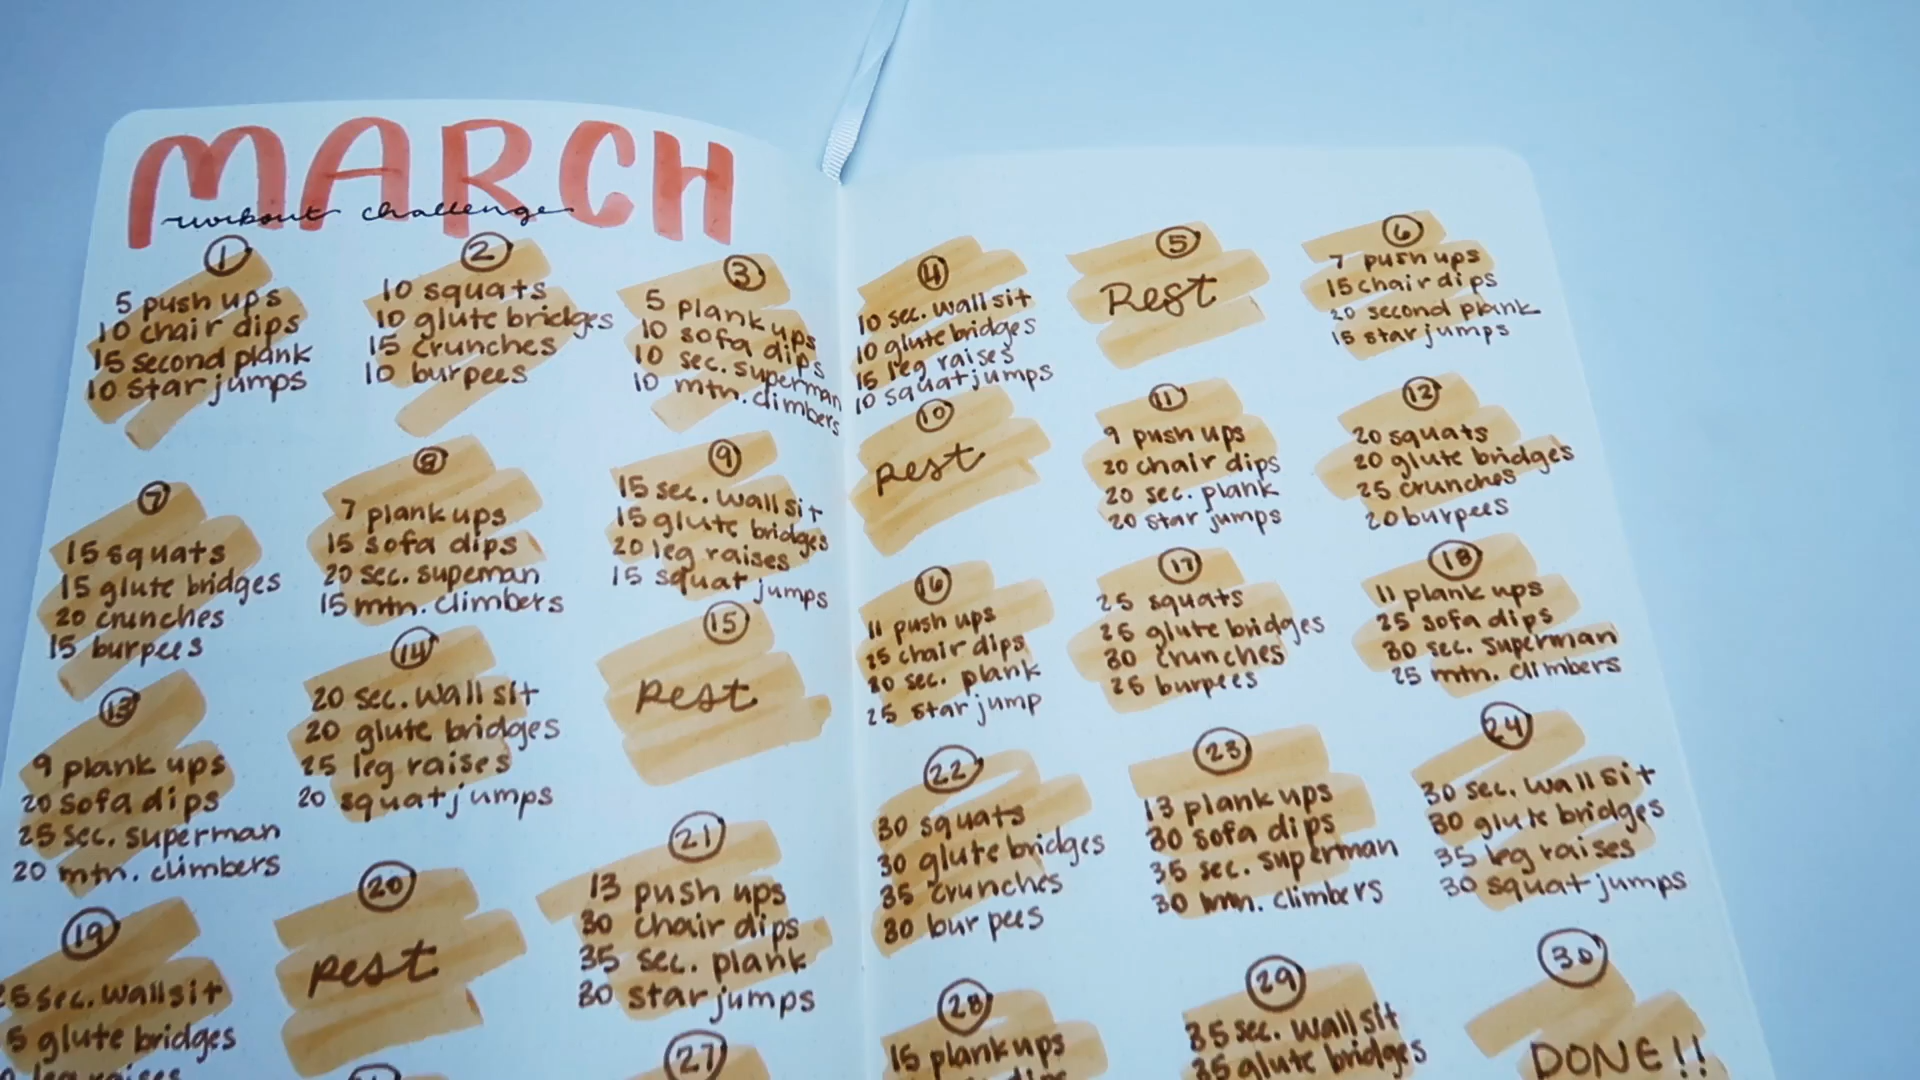 MARCH
workout challenge
1
5 push ups
10 chair dips
15 second plank
10 star jumps
2
10 squats
10 glute bridges
15 crunches
10 burpees
3
5 plank ups
10 sofa dips
10 sec. superman
10 mtn. climbers
4
10 sec. wall sit
10 glute bridges
15 leg raises
10 squat jumps
5
Rest
6
7 push ups
15 chair dips
20 second plank
15 star jumps
7
15 squats
15 glute bridges
20 crunches
15 burpees
8
7 plank ups
15 sofa dips
20 sec. supeman
15 mtn. climbers
9
15 sec. wall sit
15 glute bridges
20 leg raises
15 squat jumps
10
Rest
11
9 push ups
20 chair dips
20 sec. plank
20 star jumps
12
20 squats
20 glute bridges
25 crunches
20 burpees
13
9 plank ups
20 sofa dips
25 sec. superman
20 mtn. climbers
14
20 sec. wall sit
20 glute bridges
25 leg raises
20 squat jumps
15
Rest
16
11 push ups
25 chair dips
30 sec. plank
25 star jump
17
25 squats
25 glute bridges
30 crunches
25 burpees
18
11 plank ups
25 sofa dips
30 sec. superman
25 mtn. climbers
19
25 sec. wall sit
5 glute bridges
leg raises
20
Rest
21
13 push ups
30 chair dips
35 sec. plank
30 star jumps
22
30 squats
30 glute bridges
35 crunches
30 burpees
23
13 plank ups
30 sofa dips
35 sec. superman
30 mtn. climbers
24
30 sec. wall sit
30 glute bridges
35 leg raises
30 squat jumps
27
28
15 plank ups
29
35 sec. wall sit
35 glute bridges
30
DONE!!